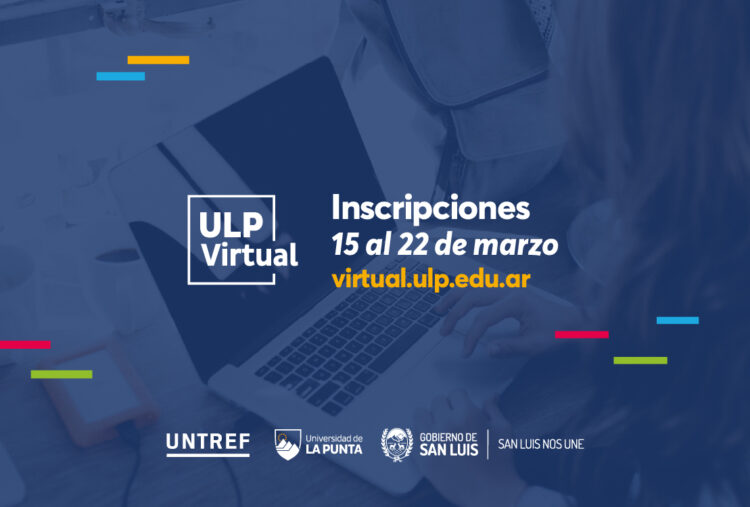 ULP
Virtual
Inscripciones
15 al 22 de marzo
virtual.ulp.edu.ar
UNTREF
Universidad de
LA PUNTA
GOBIERNO DE
SAN LUIS
SAN LUIS NOS UNE